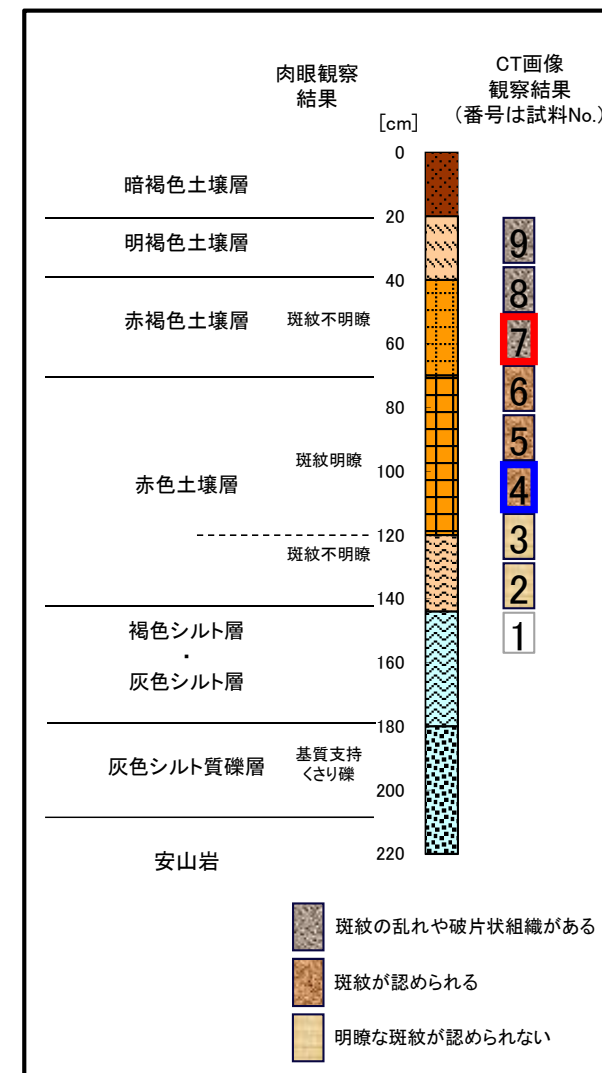 肉眼観察
結果
CT画像
観察結果
(番号は試料No.)
[cm]
0
暗褐色土壌層
20
明褐色土壌層
9
40
8
赤褐色土壌層
斑紋不明瞭
60
7
6
80
5
斑紋明瞭
100
赤色土壌層
4
120
3
斑紋不明瞭
2
140
褐色シルト層
1
・
160
灰色シルト層
180
灰色シルト質礫層
基質支持
くさり礫
200
安山岩
220
斑紋の乱れや破片状組織がある
斑紋が認められる
明瞭な斑紋が認められない